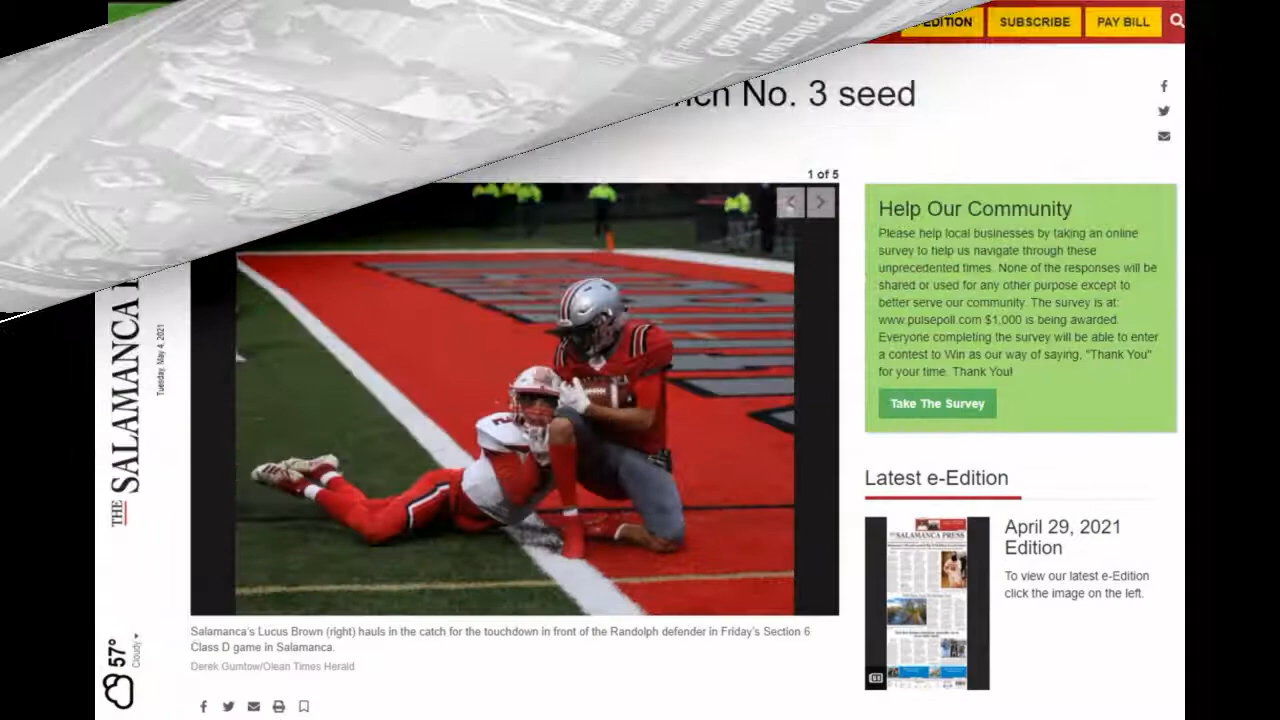 SUBSCRIBE
PAY BILL
No. 3 seed
1 of 5
Help Our Community
Please help local businesses by taking an online
survey to help us navigate through these
unprecedented times. None of the responses will be
shared or used for any other purpose except to
better serve our community. The survey is at:
www.pulsepoll.com $1,000 is being awarded.
Everyone completing the survey will be able to enter
a contest to Win as our way of saying, "Thank You"
for your time. Thank You!
Take The Survey
THE SALAMANCA
Tuesday, May 4, 2021
Latest e-Edition
April 29, 2021
Edition
To view our latest e-Edition
click the image on the left.
SALAMANCA PRESS
57°
Cloudy
Salamanca's Lucus Brown (right) hauls in the catch for the touchdown in front of the Randolph defender in Friday's Section 6
Class D game in Salamanca.
Derek Gumtow/Olean Times Herald